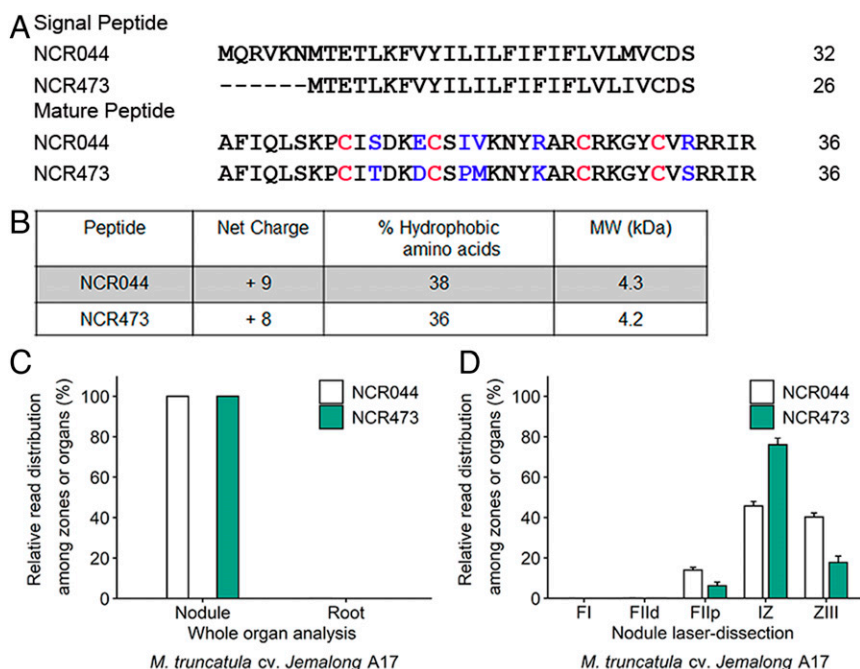 A
Signal Peptide
NCR044 MQRVKNMTETLKFVYILILFIFIFLVLMVCDS 32
NCR473 ------MTETLKFVYILILFIFIFLVLIVCDS 26
Mature Peptide
NCR044 AFIQLSKPCISDKECSIVKNYRARCRKGYCVRRRIR 36
NCR473 AFIQLSKPCITDKDCSPMKNYKARCRKGYCVSRRIR 36
B
Peptide Net Charge % Hydrophobic amino acids MW (kDa)
NCR044 + 9 38 4.3
NCR473 + 8 36 4.2
C
Relative read distribution
among zones or organs (%)
100
80
60
40
20
0
NCR044
NCR473
Nodule Root
Whole organ analysis
M. truncatula cv. Jemalong A17
D
Relative read distribution
among zones or organs (%)
100
80
60
40
20
0
NCR044
NCR473
FI FIId FIIp IZ ZIII
Nodule laser-dissection
M. truncatula cv. Jemalong A17